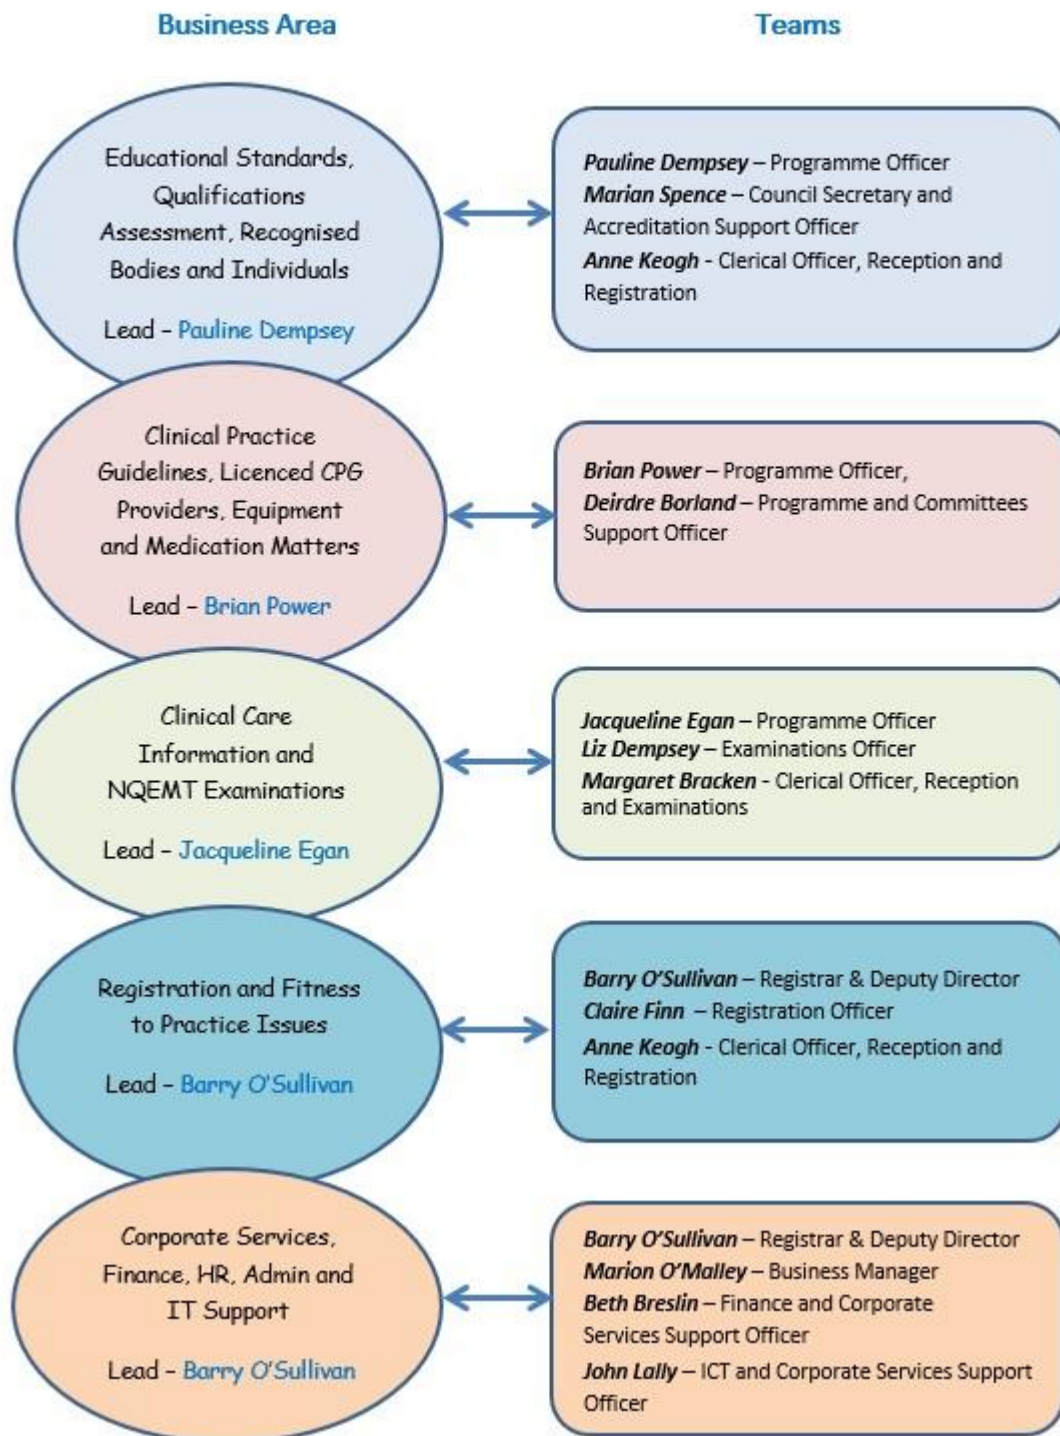 Business Area
Teams
Educational Standards,
Qualifications
Assessment, Recognised
Bodies and Individuals
Lead – Pauline Dempsey
Pauline Dempsey – Programme Officer
Marian Spence – Council Secretary and
Accreditation Support Officer
Anne Keogh - Clerical Officer, Reception and
Registration
Clinical Practice
Guidelines, Licenced CPG
Providers, Equipment
and Medication Matters
Lead – Brian Power
Brian Power – Programme Officer,
Deirdre Borland – Programme and Committees
Support Officer
Clinical Care
Information and
NQEMT Examinations
Lead – Jacqueline Egan
Jacqueline Egan – Programme Officer
Liz Dempsey – Examinations Officer
Margaret Bracken - Clerical Officer, Reception
and Examinations
Registration and Fitness
to Practice Issues
Lead – Barry O'Sullivan
Barry O'Sullivan – Registrar & Deputy Director
Claire Finn – Registration Officer
Anne Keogh - Clerical Officer, Reception and
Registration
Corporate Services,
Finance, HR, Admin and
IT Support
Lead – Barry O'Sullivan
Barry O'Sullivan – Registrar & Deputy Director
Marion O'Malley – Business Manager
Beth Breslin – Finance and Corporate
Services Support Officer
John Lally – ICT and Corporate Services Support
Officer